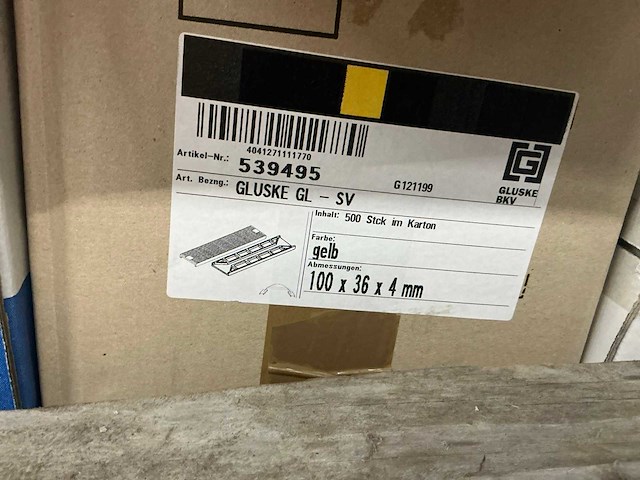 4041271111770
Artikel-Nr.: 539495
G121199
GLUSKE
BKV
Art. Bezng.: GLUSKE GL - SV
Inhalt: 500 Stck im Karton
Farbe:
gelb
Abmessungen:
100 x 36 x 4 mm